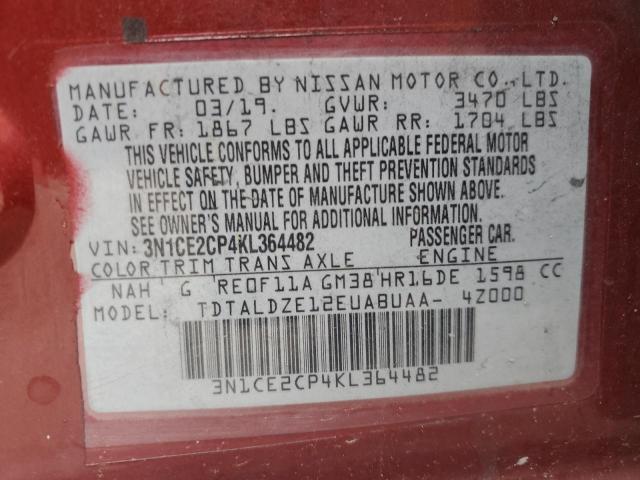 MANUFACTURED BY NISSAN MOTOR CO., LTD.
DATE: 03/19. GVWR: 3470 LBS
GAWR FR: 1867 LBS GAWR RR: 1704 LBS
THIS VEHICLE CONFORMS TO ALL APPLICABLE FEDERAL MOTOR
VEHICLE SAFETY, BUMPER AND THEFT PREVENTION STANDARDS
IN EFFECT ON THE DATE OF MANUFACTURE SHOWN ABOVE.
SEE OWNER'S MANUAL FOR ADDITIONAL INFORMATION.
VIN: 3N1CE2CP4KL364482 PASSENGER CAR.
COLOR TRIM TRANS AXLE ENGINE
NAH G RE0F11A GM38 HR16DE 1598 CC
TDTALDZE12EUABUAA- 4Z000
3N1CE2CP4KL364482